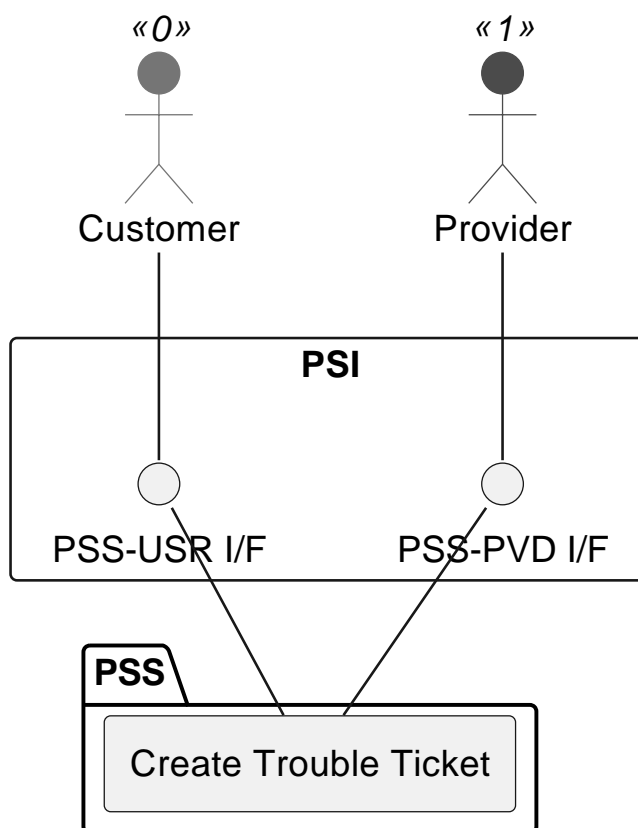 «0» «1»
Customer Provider
PSI
PSS-USR I/F PSS-PVD I/F
PSS
Create Trouble Ticket